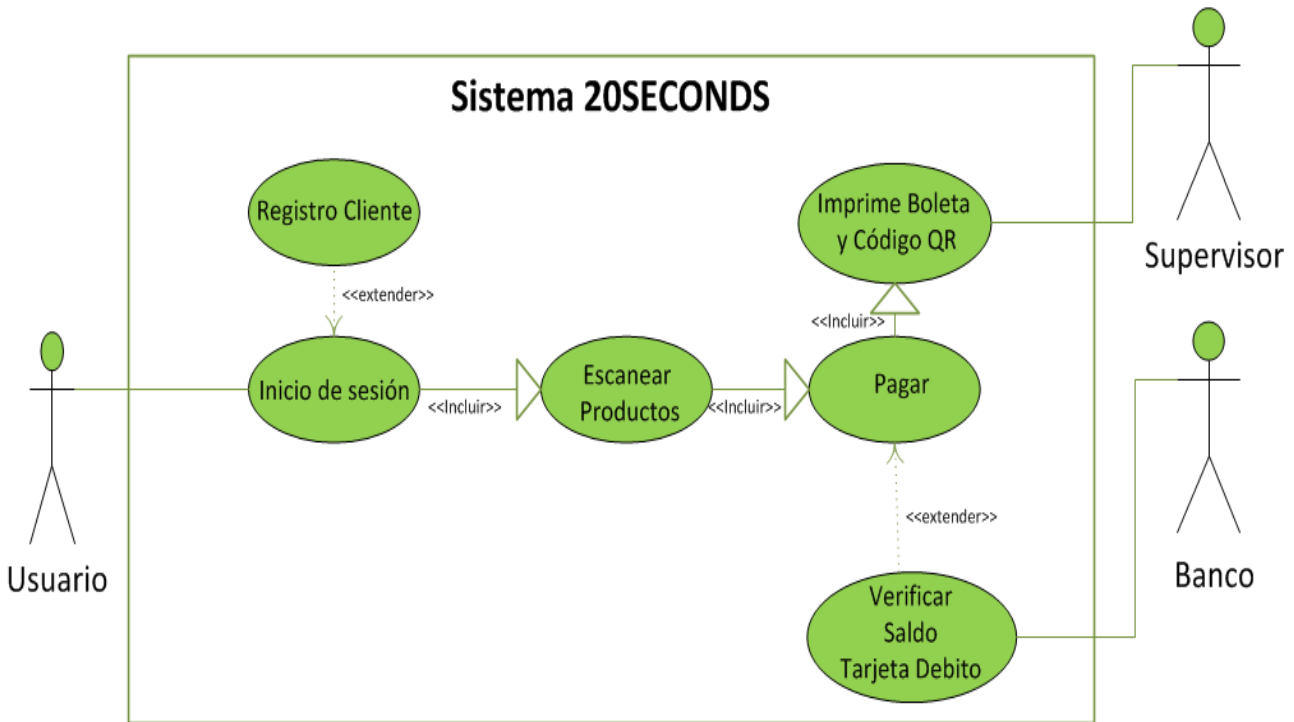 Sistema 20SECONDS
Registro Cliente
<<extender>>
Inicio de sesión
<<Incluir>>
Escanear
Productos
<<Incluir>>
Pagar
<<Incluir>>
Imprime Boleta
y Código QR
<<extender>>
Verificar
Saldo
Tarjeta Debito
Usuario
Supervisor
Banco